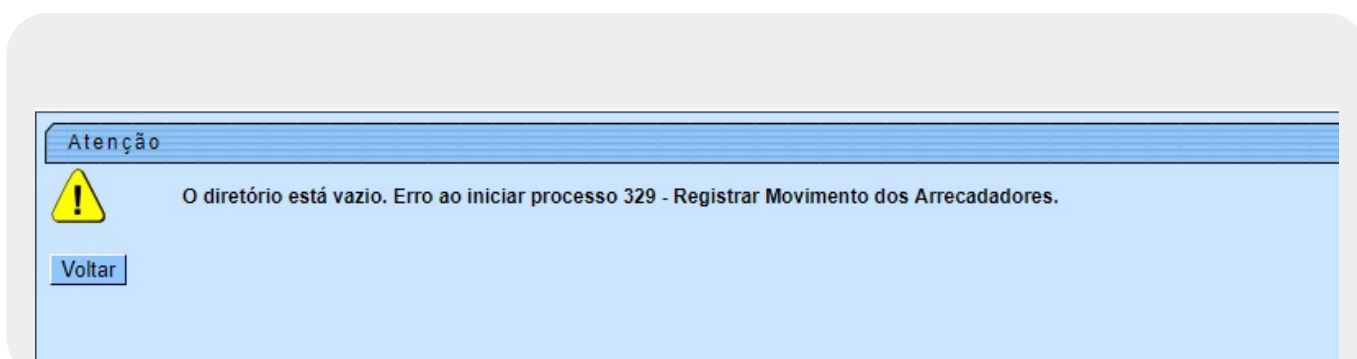 Atenção
O diretório está vazio. Erro ao iniciar processo 329 - Registrar Movimento dos Arrecadadores.
Voltar